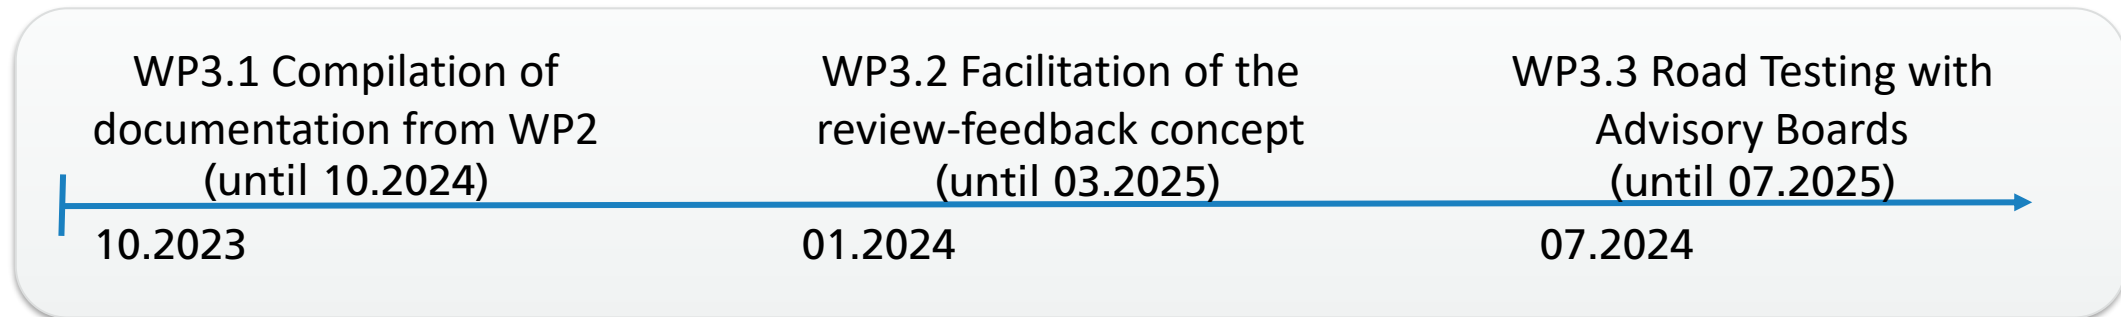 WP3.1 Compilation of
documentation from WP2
(until 10.2024)
WP3.2 Facilitation of the
review-feedback concept
(until 03.2025)
WP3.3 Road Testing with
Advisory Boards
(until 07.2025)
10.2023
01.2024
07.2024